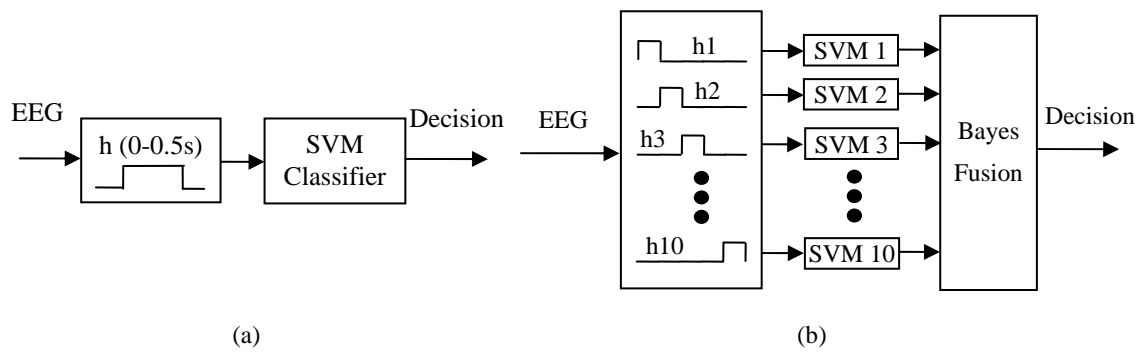 EEG
h (0-0.5s)
SVM
Classifier
Decision
(a)
EEG
h1
h2
h3
h10
SVM 1
SVM 2
SVM 3
SVM 10
Bayes
Fusion
Decision
(b)